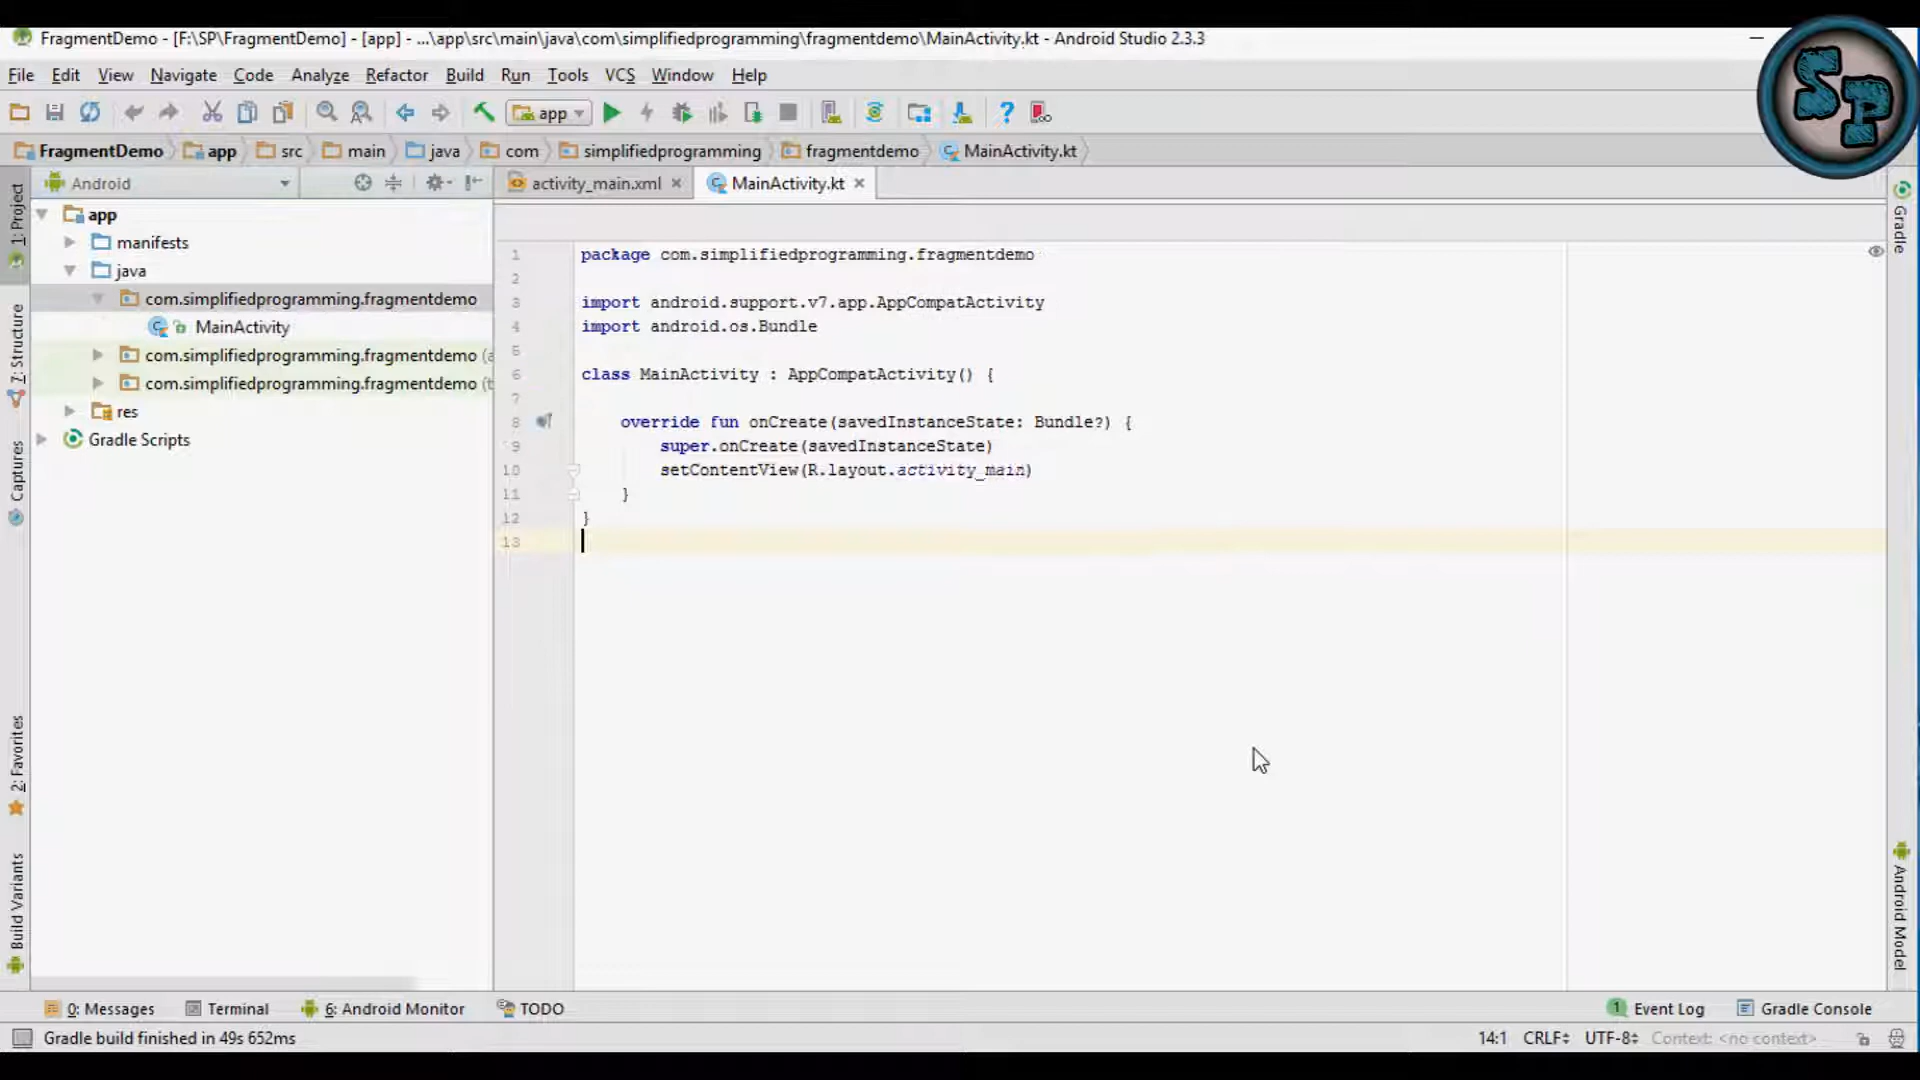 FragmentDemo - [F:\SP\FragmentDemo] - [app] - ...\app\src\main\java\com\simplifiedprogramming\fragmentdemo\MainActivity.kt - Android Studio 2.3.3
SP
File Edit View Navigate Code Analyze Refactor Build Run Tools VCS Window Help
app
FragmentDemo app src main java com simplifiedprogramming fragmentdemo MainActivity.kt
Android
activity_main.xml MainActivity.kt
1: Project
7: Structure
Captures
2: Favorites
Build Variants
app
manifests
java
com.simplifiedprogramming.fragmentdemo
MainActivity
com.simplifiedprogramming.fragmentdemo (a
com.simplifiedprogramming.fragmentdemo (t
res
Gradle Scripts
1 package com.simplifiedprogramming.fragmentdemo
2
3 import android.support.v7.app.AppCompatActivity
4 import android.os.Bundle
5
6 class MainActivity : AppCompatActivity() {
7
8 override fun onCreate(savedInstanceState: Bundle?) {
9 super.onCreate(savedInstanceState)
10 setContentView(R.layout.activity_main)
11 }
12 }
13
Gradle
Android Model
0: Messages Terminal 6: Android Monitor TODO 1 Event Log Gradle Console
Gradle build finished in 49s 652ms 14:1 CRLF UTF-8 Context: <no context>